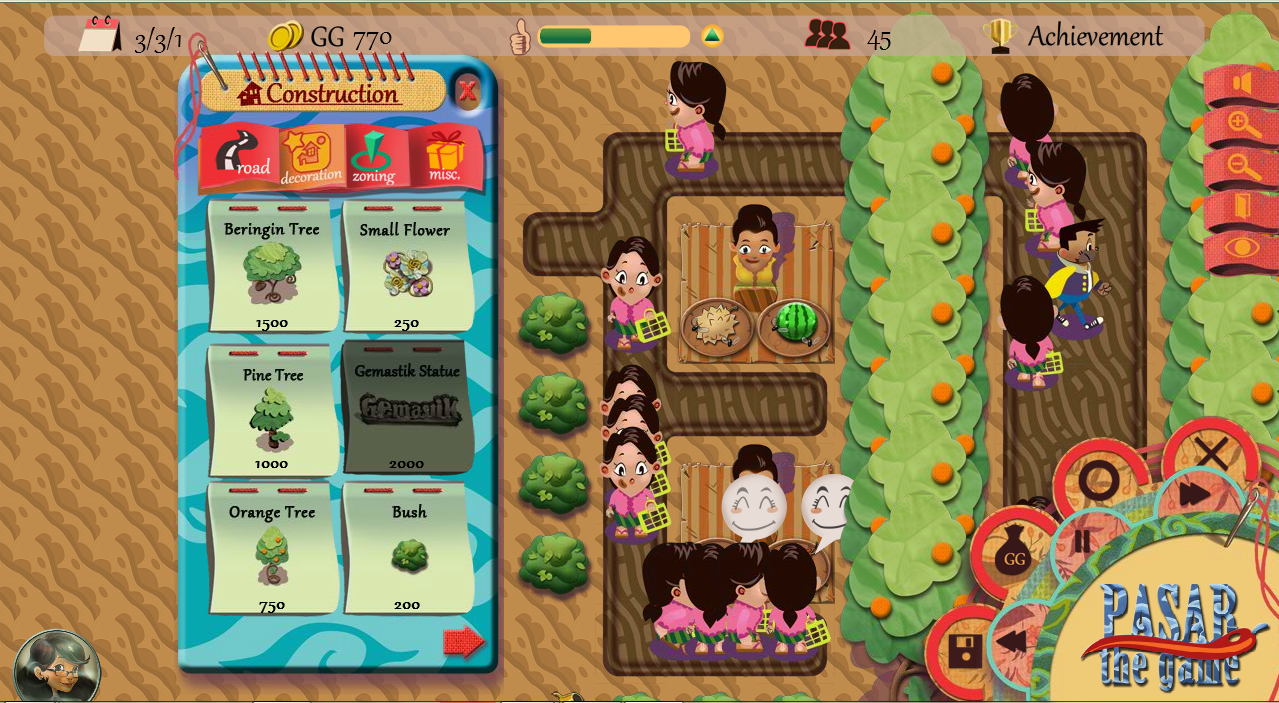 3/3/1
GG 770
45
Achievement
Construction
X
road
decoration
zoning
misc.
Beringin Tree
1500
Small Flower
250
Pine Tree
1000
Gemastik Statue
Gemastik
2000
Orange Tree
750
Bush
200
GG
PASAR
the game